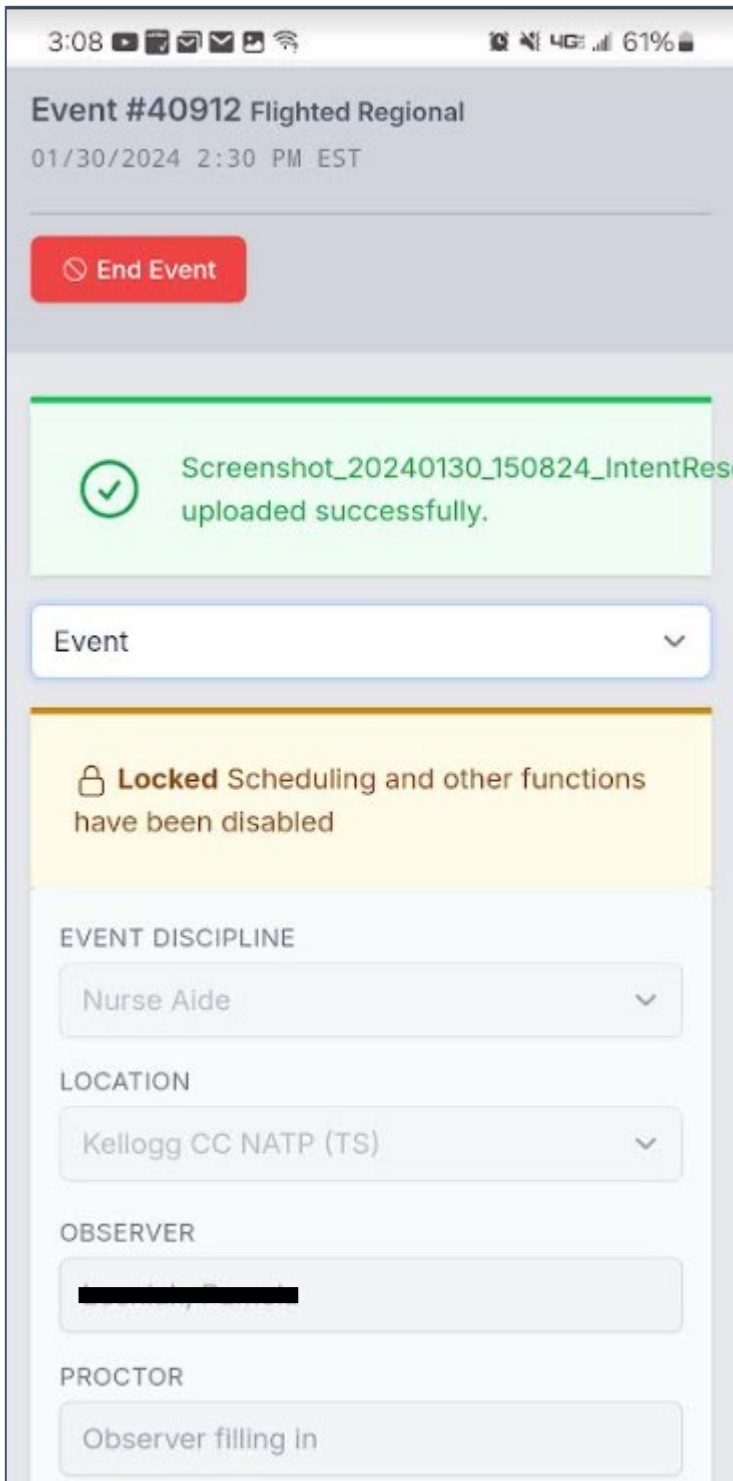 3:08 4G 61%
Event #40912 Flighted Regional
01/30/2024 2:30 PM EST
End Event
Screenshot_20240130_150824_IntentRes
uploaded successfully.
Event
Locked Scheduling and other functions
have been disabled
EVENT DISCIPLINE
Nurse Aide
LOCATION
Kellogg CC NATP (TS)
OBSERVER
PROCTOR
Observer filling in